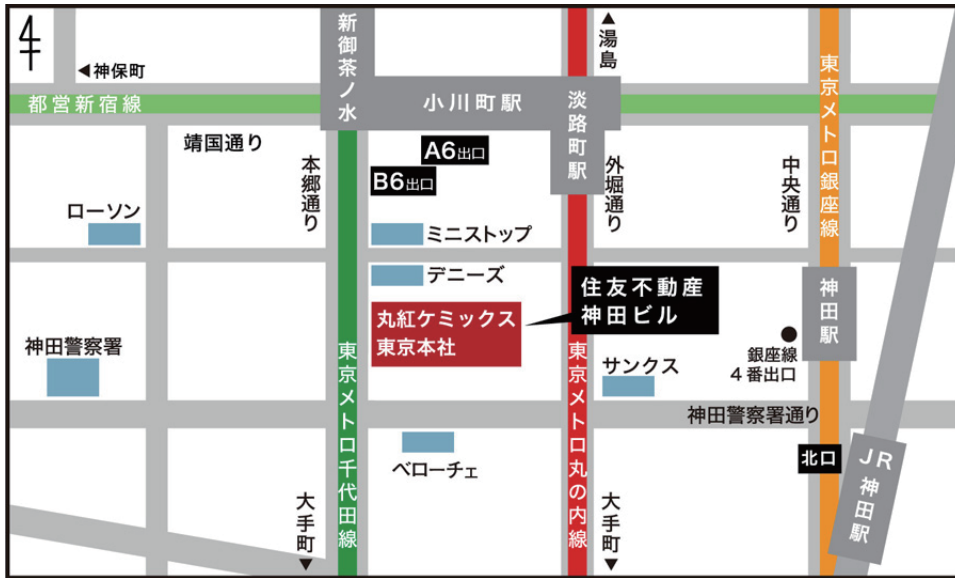 新御茶ノ水
▲湯島
◀神保町
東京メトロ銀座線
都営新宿線
小川町駅
淡路町駅
靖国通り
A6出口
B6出口
本郷通り
外堀通り
中央通り
ローソン
ミニストップ
デニーズ
住友不動産
神田ビル
神田駅
丸紅ケミックス
東京本社
神田警察署
東京メトロ千代田線
東京メトロ丸の内線
サンクス
銀座線
4番出口
神田警察署通り
ベローチェ
北口
JR神田駅
大手町▼
大手町▼